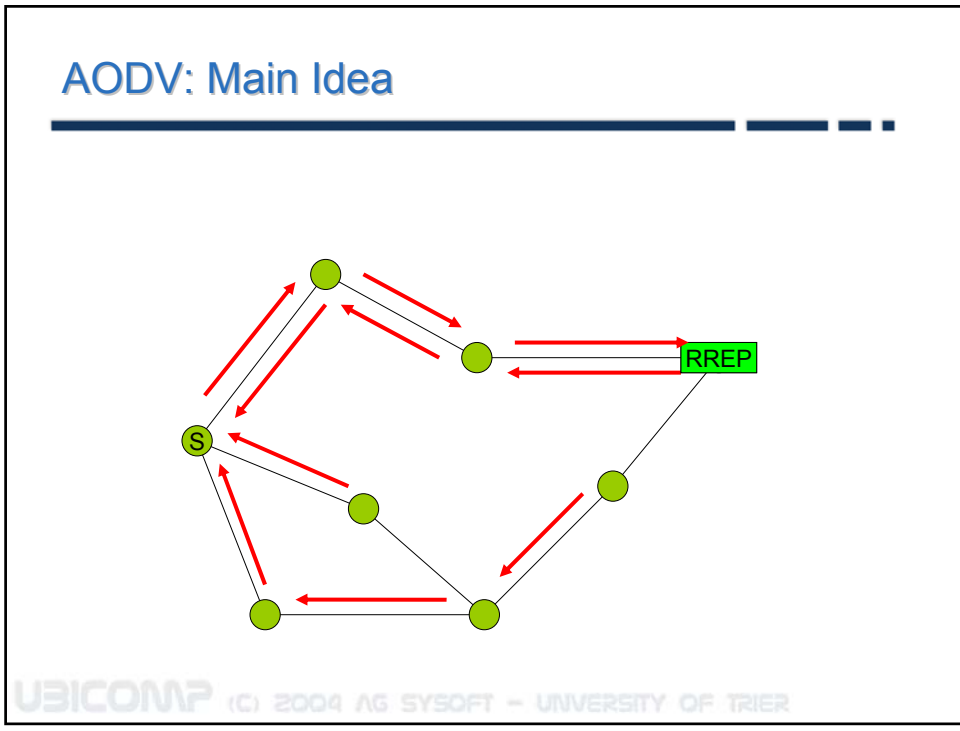 AODV: Main Idea
RREP
S
UBICOMP (C) 2004 AG SYSOFT – UNIVERSITY OF TRIER